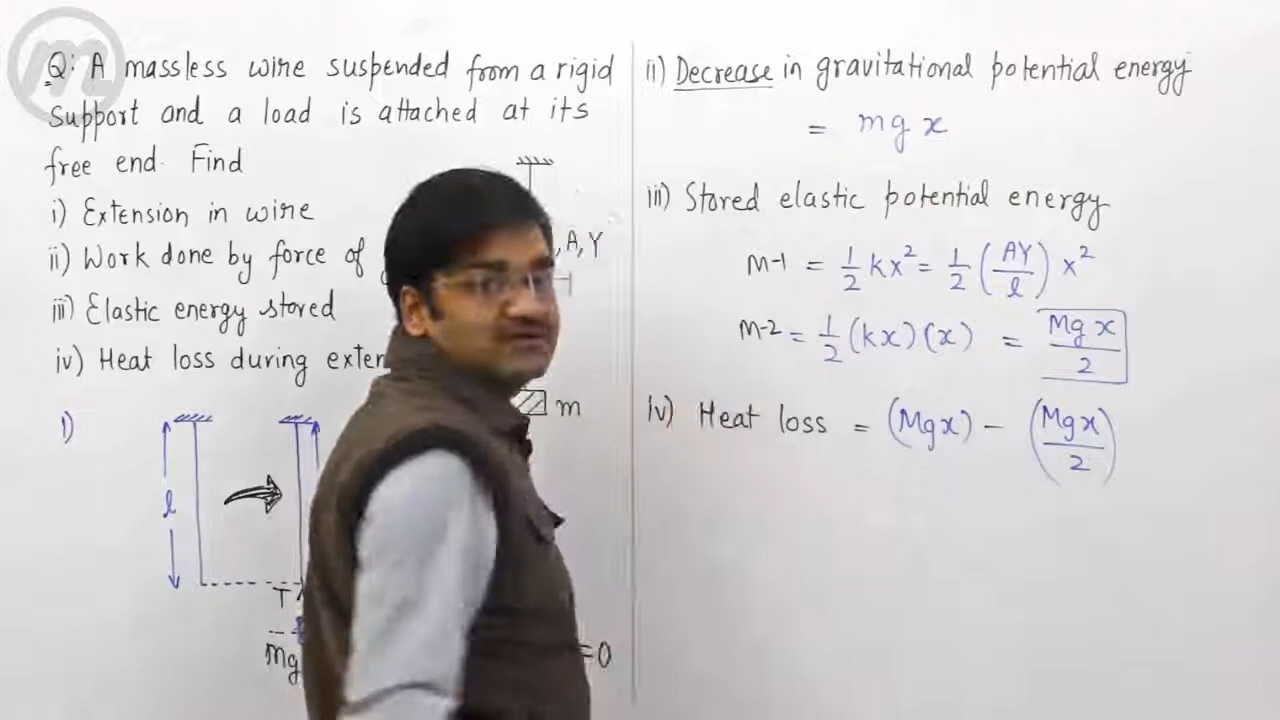 Q: A massless wire suspended from a rigid
support and a load is attached at its
free end. Find
i) Extension in wire
ii) Work done by force of
iii) Elastic energy stored
iv) Heat loss during exten
, A, Y
m
1)
l
T
mg
=0
ii) Decrease in gravitational potential energy
= mg x
iii) Stored elastic potential energy
M-1 = 1/2 kx² = 1/2 (AY/l) x²
M-2 = 1/2 (kx)(x) = Mgx/2
iv) Heat loss = (Mgx) - (Mgx/2)